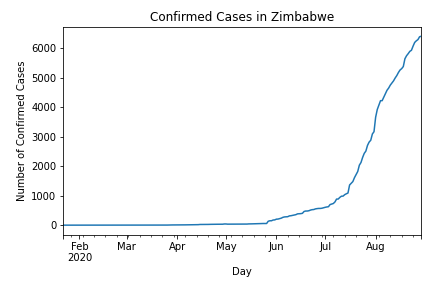 Confirmed Cases in Zimbabwe
Number of Confirmed Cases
6000
5000
4000
3000
2000
1000
0
Feb Mar Apr May Jun Jul Aug
2020
Day